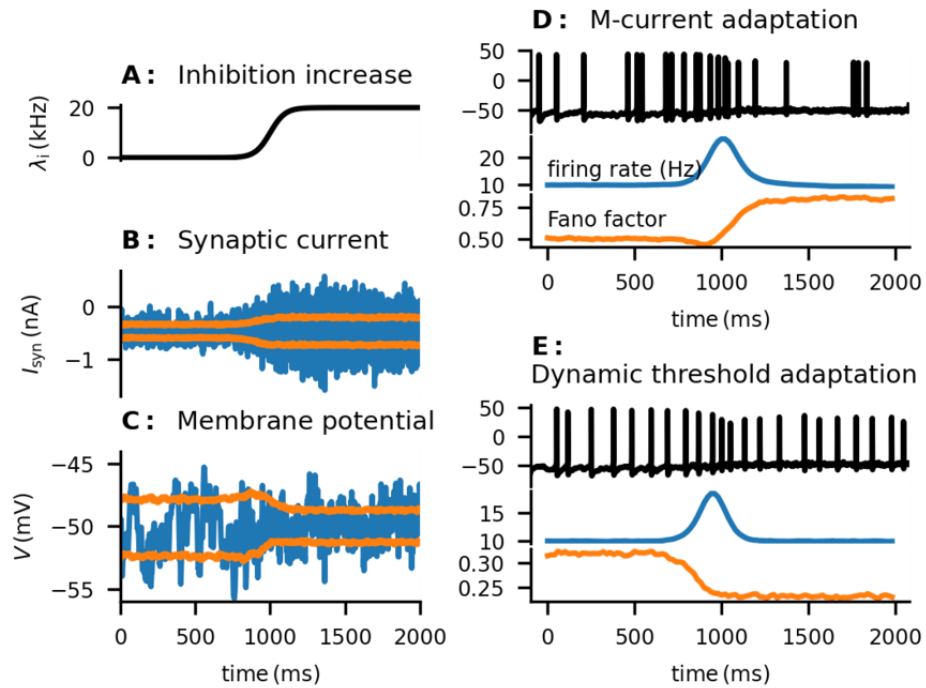 A: Inhibition increase
λi (kHz)
20
0
B: Synaptic current
Isyn (nA)
0
−1
C: Membrane potential
V (mV)
−45
−50
−55
0 500 1000 1500 2000
time (ms)
D: M-current adaptation
50
0
−50
20
firing rate (Hz)
10
0.75
Fano factor
0.50
0 500 1000 1500 2000
time (ms)
E:
Dynamic threshold adaptation
50
0
−50
15
10
0.30
0.25
0 500 1000 1500 2000
time (ms)